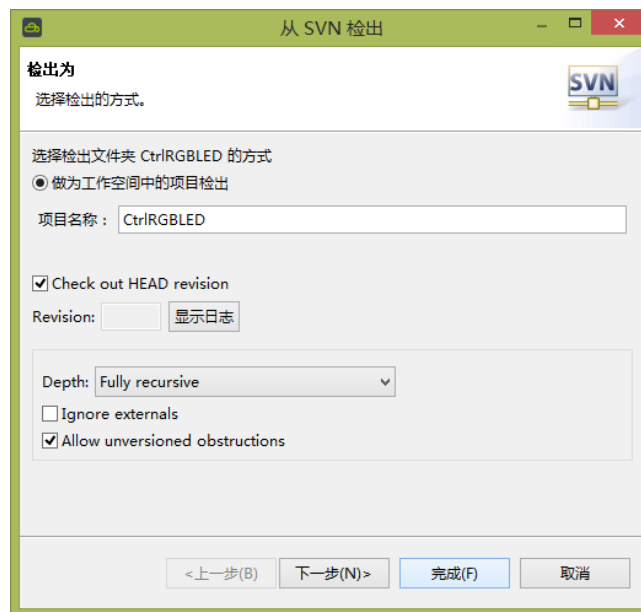 从 SVN 检出
检出为
选择检出的方式。
SVN
选择检出文件夹 CtrlRGBLED 的方式
做为工作空间中的项目检出
项目名称： CtrlRGBLED
Check out HEAD revision
Revision: 显示日志
Depth: Fully recursive
Ignore externals
Allow unversioned obstructions
<上一步(B) 下一步(N)> 完成(F) 取消